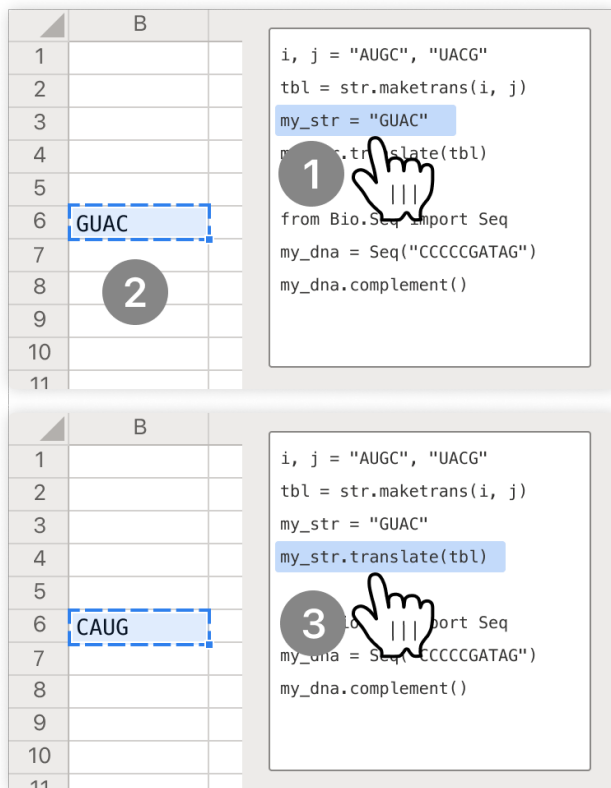 B
1
2
3
4
5
6
7
8
9
10
11
GUAC
2
i, j = "AUGC", "UACG"
tbl = str.maketrans(i, j)
my_str = "GUAC"
translate(tbl)
1
from Bio.Seq import Seq
my_dna = Seq("CCCCCGATAG")
my_dna.complement()
B
1
2
3
4
5
6
7
8
9
10
11
CAUG
i, j = "AUGC", "UACG"
tbl = str.maketrans(i, j)
my_str = "GUAC"
my_str.translate(tbl)
3
Seq
my_dna = Seq("CCCCCGATAG")
my_dna.complement()